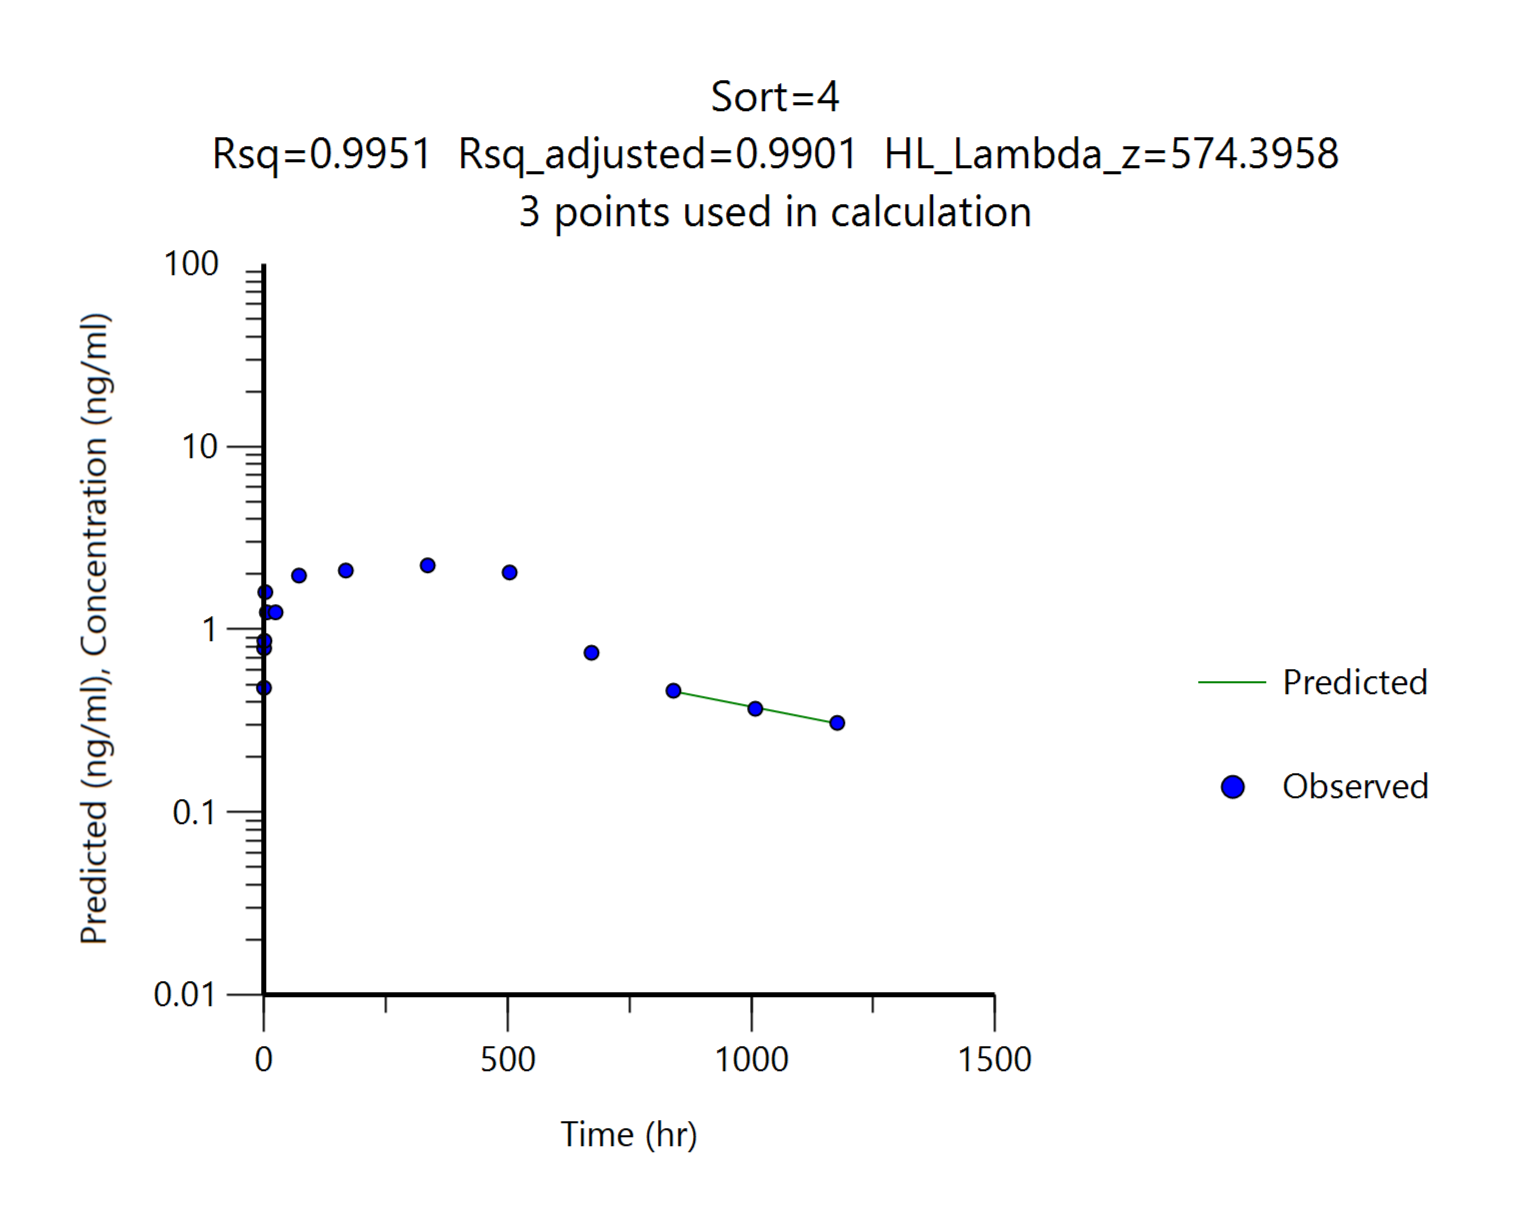 Sort=4
Rsq=0.9951 Rsq_adjusted=0.9901 HL_Lambda_z=574.3958
3 points used in calculation
Predicted (ng/ml), Concentration (ng/ml)
100
10
1
0.1
0.01
0 500 1000 1500
Time (hr)
Predicted
Observed